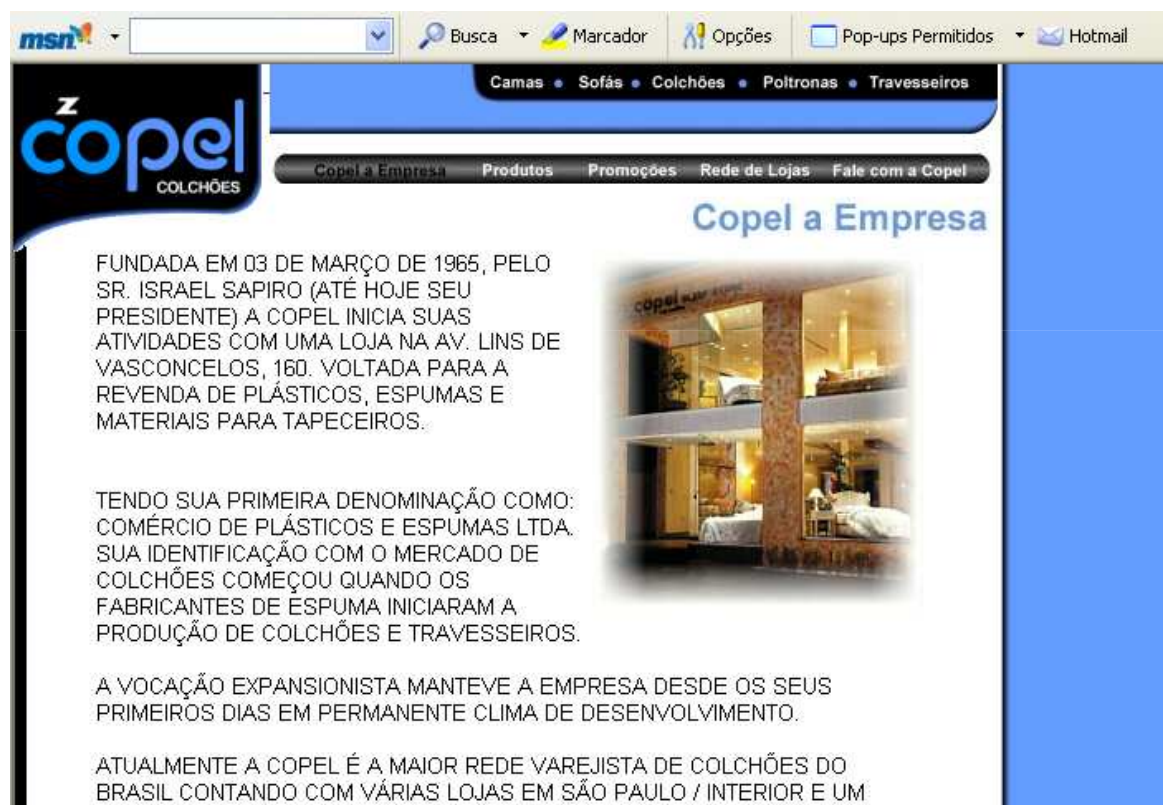 msn Busca Marcador Opções Pop-ups Permitidos Hotmail
Camas • Sofás • Colchões • Poltronas • Travesseiros
z
copel
COLCHÕES
Copel a Empresa Produtos Promoções Rede de Lojas Fale com a Copel
Copel a Empresa
FUNDADA EM 03 DE MARÇO DE 1965, PELO
SR. ISRAEL SAPIRO (ATÉ HOJE SEU
PRESIDENTE) A COPEL INICIA SUAS
ATIVIDADES COM UMA LOJA NA AV. LINS DE
VASCONCELOS, 160. VOLTADA PARA A
REVENDA DE PLÁSTICOS, ESPUMAS E
MATERIAIS PARA TAPECEIROS.
copel
TENDO SUA PRIMEIRA DENOMINAÇÃO COMO:
COMÉRCIO DE PLÁSTICOS E ESPUMAS LTDA.
SUA IDENTIFICAÇÃO COM O MERCADO DE
COLCHÕES COMEÇOU QUANDO OS
FABRICANTES DE ESPUMA INICIARAM A
PRODUÇÃO DE COLCHÕES E TRAVESSEIROS.
A VOCAÇÃO EXPANSIONISTA MANTEVE A EMPRESA DESDE OS SEUS
PRIMEIROS DIAS EM PERMANENTE CLIMA DE DESENVOLVIMENTO.
ATUALMENTE A COPEL É A MAIOR REDE VAREJISTA DE COLCHÕES DO
BRASIL CONTANDO COM VÁRIAS LOJAS EM SÃO PAULO / INTERIOR E UM